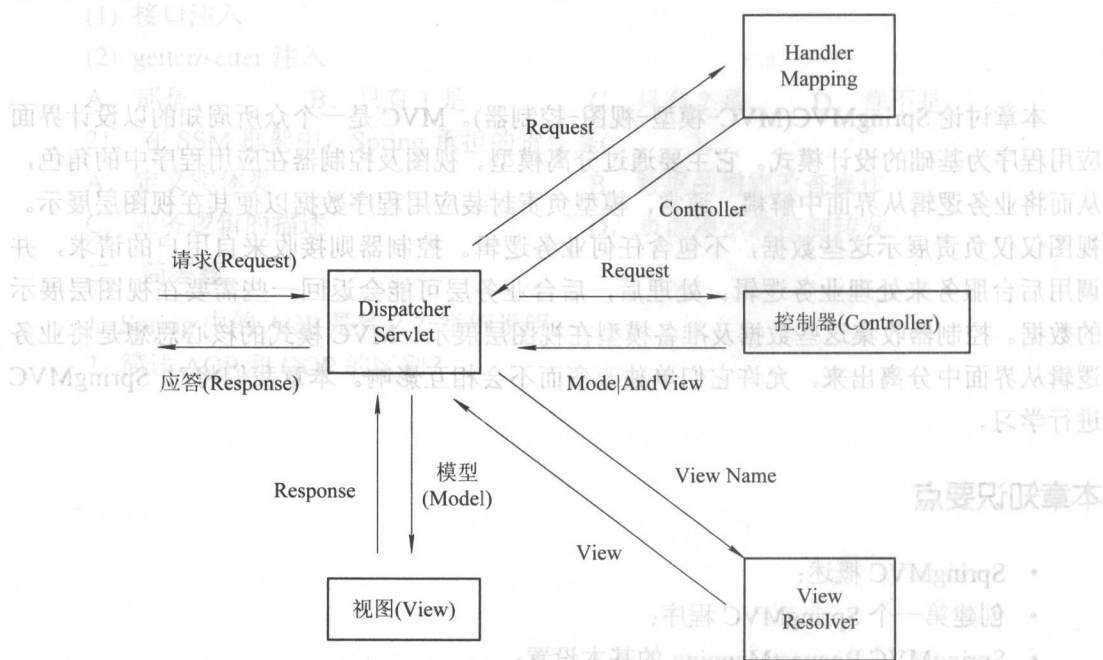 (1) 接口注入
(2) getter/setter 注入
Handler
Mapping
本章讨论 SpringMVC(MVC-模型-视图-控制器)。MVC 是一个众所周知的以设计界面
应用程序为基础的设计模式。它主要通过分离模型、视图及控制器在应用程序中的角色,
从而将业务逻辑从界面中解耦。 模型负责封装应用程序数据以便其在视图层展示。
视图仅仅负责展示这些数据,不包含任何业务逻辑。控制器则接收来自用户的请求,并
调用后台服务来处理业务逻辑。处理后,后台业务层可能会返回一些需要在视图层展示
的数据。控制器收集这些数据及准备模型在视图层展示。MVC 模式的核心思想是将业务
逻辑从界面中分离出来,允许它们单独 而不会相互影响。 SpringMVC
进行学习。
Request
Controller
请求(Request)
Request
Dispatcher
Servlet
控制器(Controller)
应答(Response)
Mode|AndView
Response
模型
(Model)
View Name
View
本章知识要点
视图(View)
View
Resolver
· SpringMVC 概述;
· 创建第一个 SpringMVC 程序;
· SpringMVC RequestMapping 的基本设置;